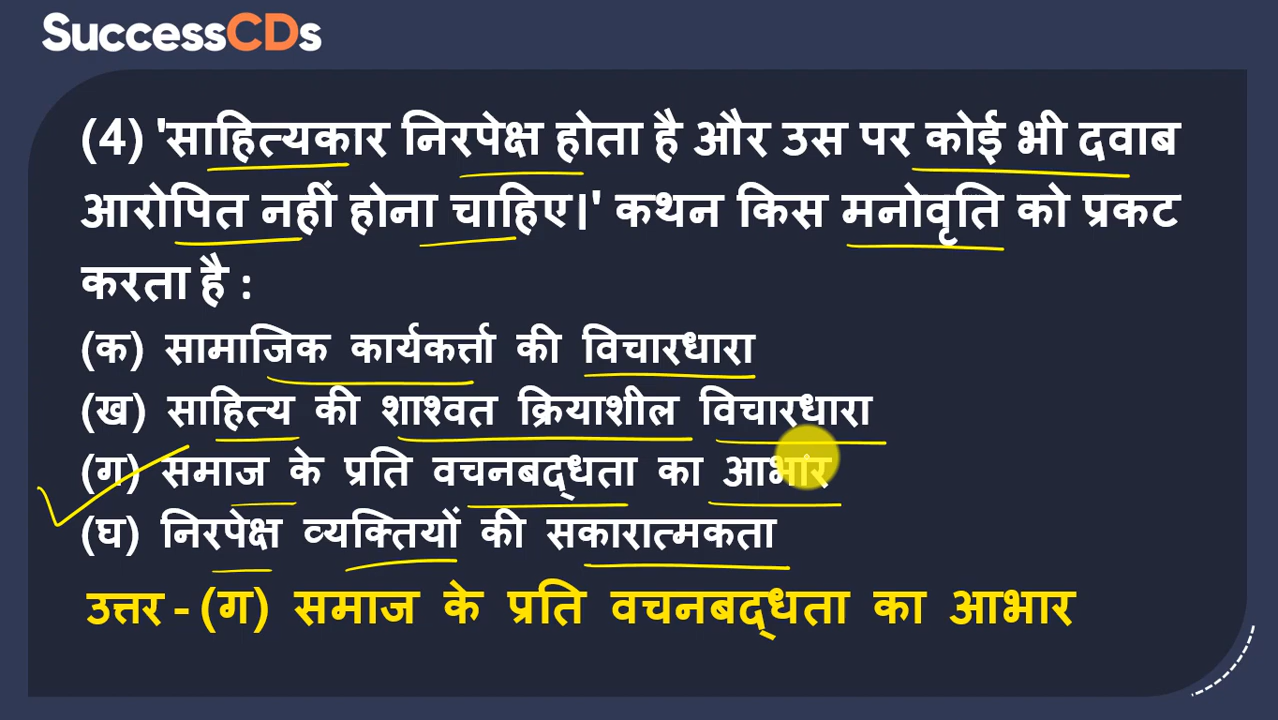 SuccessCDs
(4) 'साहित्यकार निरपेक्ष होता है और उस पर कोई भी दवाब
आरोपित नहीं होना चाहिए।' कथन किस मनोवृति को प्रकट
करता है :
(क) सामाजिक कार्यकर्त्ता की विचारधारा
(ख) साहित्य की शाश्वत क्रियाशील विचारधारा
(ग) समाज के प्रति वचनबद्धता का आभार
(घ) निरपेक्ष व्यक्तियों की सकारात्मकता
उत्तर - (ग) समाज के प्रति वचनबद्धता का आभार